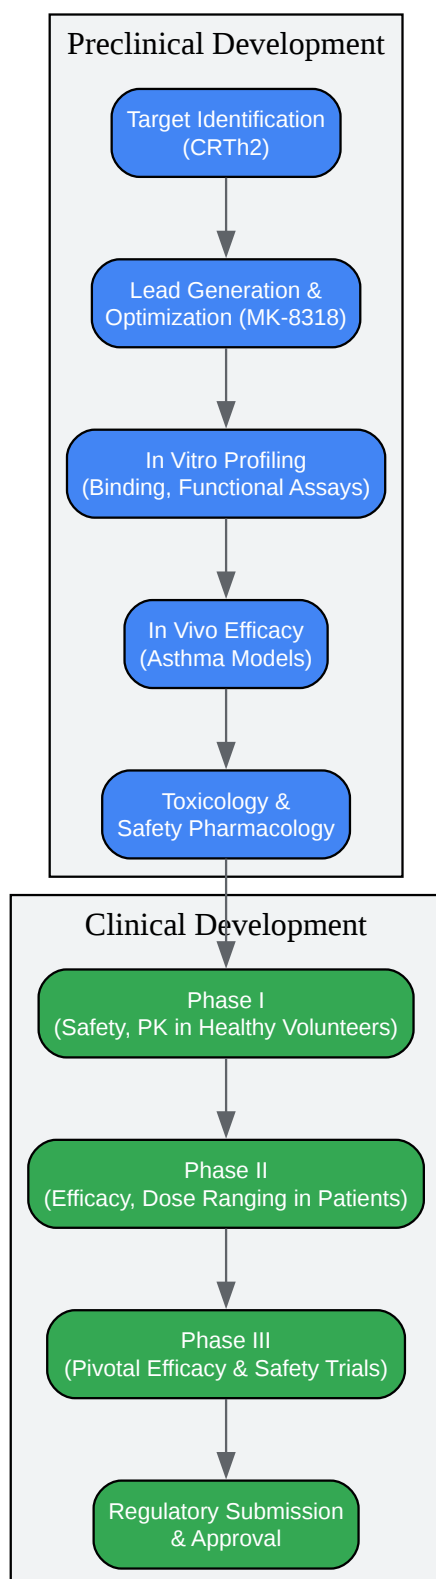 Preclinical Development
Target Identification
(CRTh2)
Lead Generation &
Optimization (MK-8318)
In Vitro Profiling
(Binding, Functional Assays)
In Vivo Efficacy
(Asthma Models)
Toxicology &
Safety Pharmacology
Clinical Development
Phase I
(Safety, PK in Healthy Volunteers)
Phase II
(Efficacy, Dose Ranging in Patients)
Phase III
(Pivotal Efficacy & Safety Trials)
Regulatory Submission
& Approval